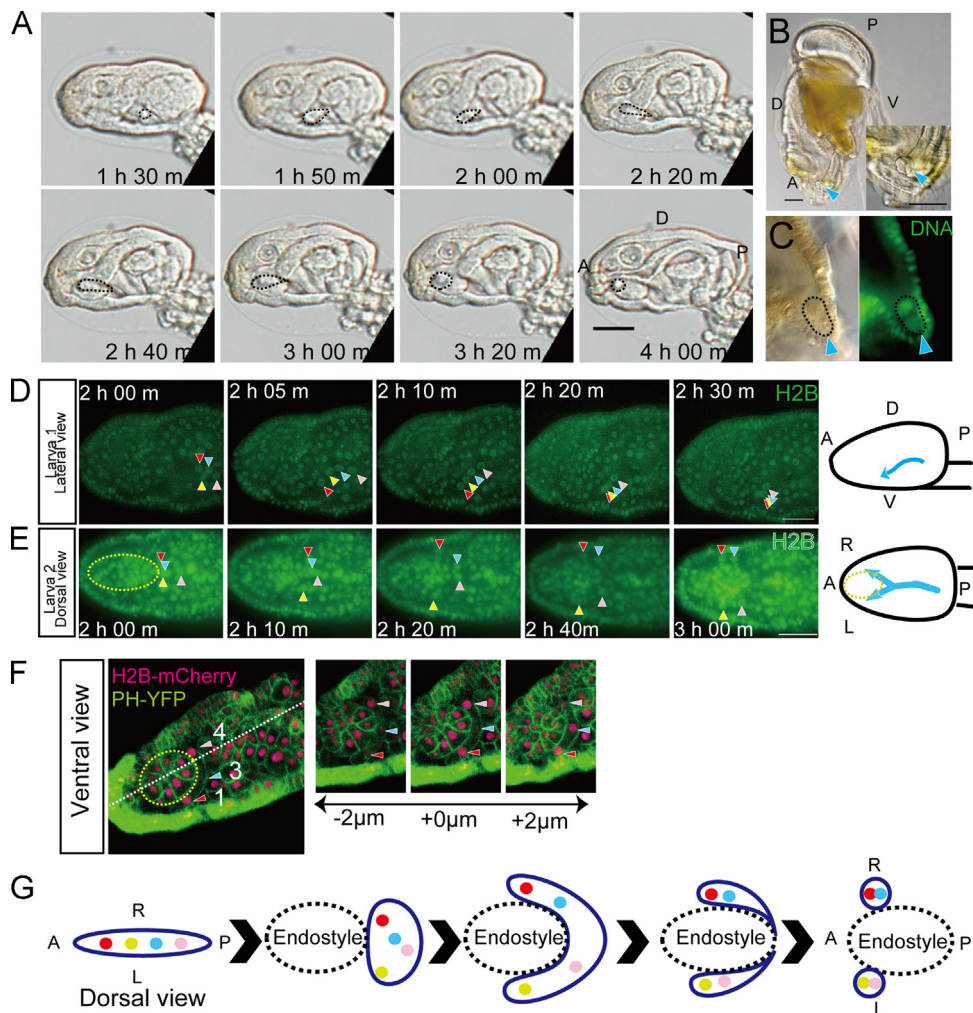 A
1 h 30 m
1 h 50 m
2 h 00 m
2 h 20 m
2 h 40 m
3 h 00 m
3 h 20 m
4 h 00 m
D
A
P
B
P
D
V
A
C
DNA
D
Larva 1
Lateral view
2 h 00 m
2 h 05 m
2 h 10 m
2 h 20 m
2 h 30 m
H2B
D
A
P
V
E
Larva 2
Dorsal view
2 h 00 m
2 h 10 m
2 h 20 m
2 h 40m
3 h 00 m
H2B
R
A
P
L
F
Ventral view
H2B-mCherry
PH-YFP
4
3
1
-2μm
+0μm
+2μm
G
R
A
P
L
Dorsal view
Endostyle
Endostyle
Endostyle
R
A
Endostyle
P
L